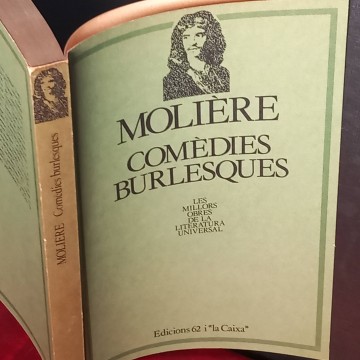 MOLIÈRE
COMÈDIES
BURLESQUES
LES
MILLORS
OBRES
DE LA
LITERATURA
UNIVERSAL
Edicions 62 i "la Caixa"
MOLIÈRE Comèdies burlesques